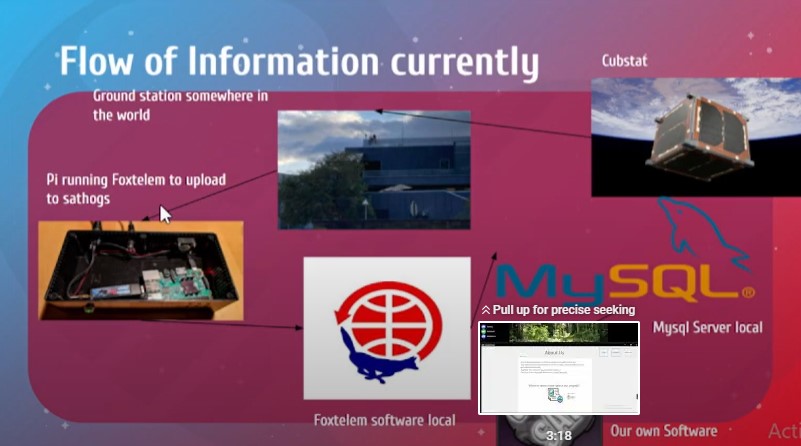 Flow of Information currently
Cubstat
Ground station somewhere in
the world
Pi running Foxtelem to upload
to sathogs
MySQL®
Pull up for precise seeking
Mysql Server local
About Us
Foxtelem software local
Our own Software
Acti
3:18